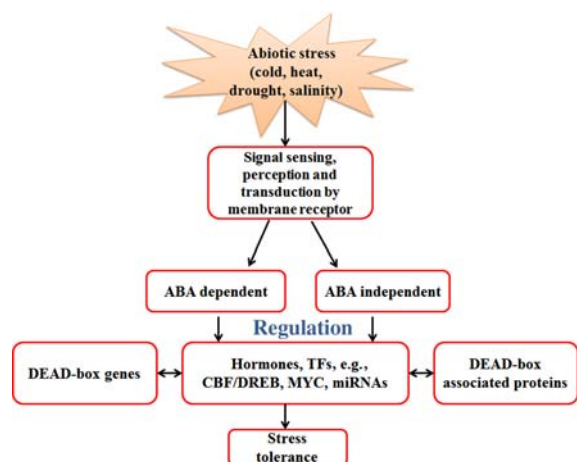 Abiotic stress
(cold, heat,
drought, salinity)
Signal sensing,
perception and
transduction by
membrane receptor
ABA dependent
ABA independent
Regulation
DEAD-box genes
Hormones, TFs, e.g.,
CBF/DREB, MYC, miRNAs
DEAD-box
associated proteins
Stress
tolerance